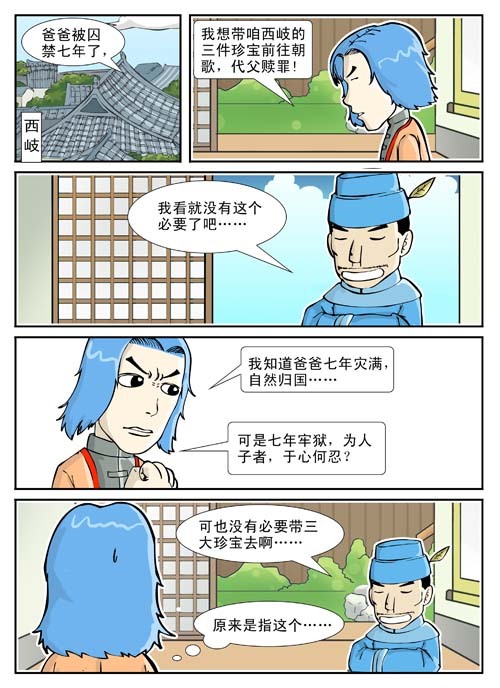 爸爸被囚
禁七年了,
西岐
我想带咱西岐的
三件珍宝前往朝
歌，代父赎罪!
我看就没有这个
必要了吧……
我知道爸爸七年灾满,
自然归国……
可是七年牢狱，为人
子者，于心何忍?
可也没有必要带三
大珍宝去啊……
原来是指这个……